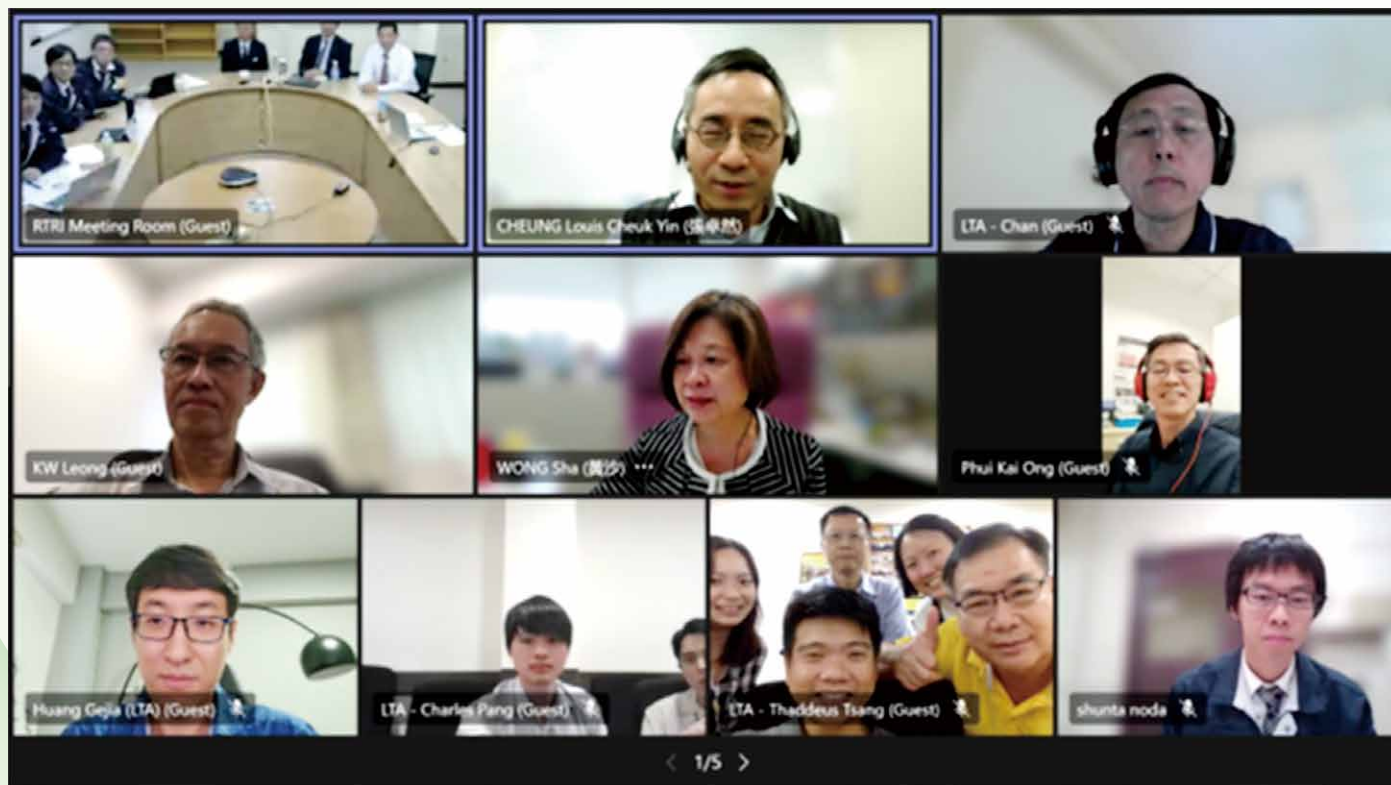 RTRI Meeting Room (Guest)
CHEUNG Louis Cheuk Yin (張卓然)
LTA - Chan (Guest)
KW Leong (Guest)
WONG Sha (黃沙) •••
Phui Kai Ong (Guest)
Huang Gejia (LTA) (Guest)
LTA - Charles Pang (Guest)
LTA - Thaddeus Tsang (Guest)
shunta noda
< 1/5 >